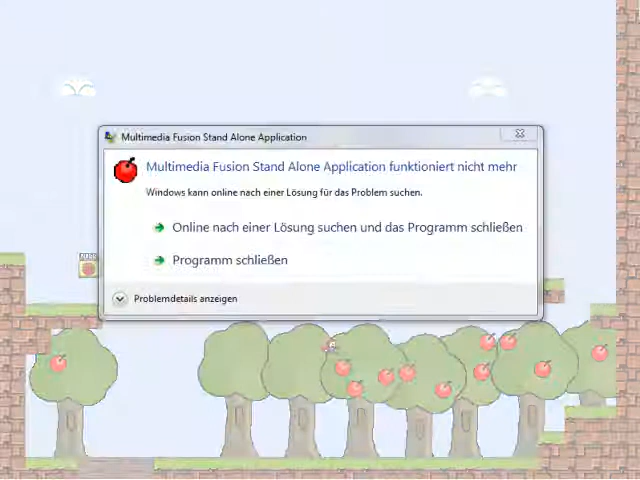 Multimedia Fusion Stand Alone Application
Multimedia Fusion Stand Alone Application funktioniert nicht mehr
Windows kann online nach einer Lösung für das Problem suchen.
Online nach einer Lösung suchen und das Programm schließen
Programm schließen
Problemdetails anzeigen